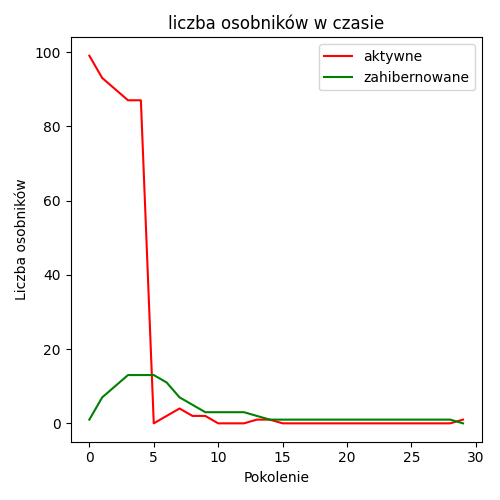 liczba osobników w czasie
aktywne
zahibernowane
Liczba osobników
100
80
60
40
20
0
0 5 10 15 20 25 30
Pokolenie